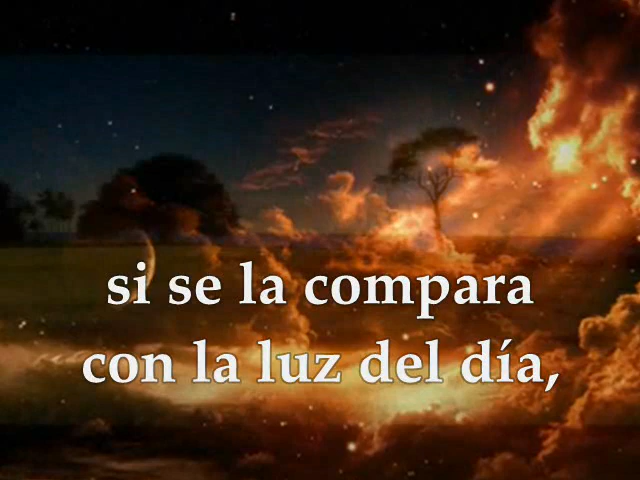 si se la compara
con la luz del día,